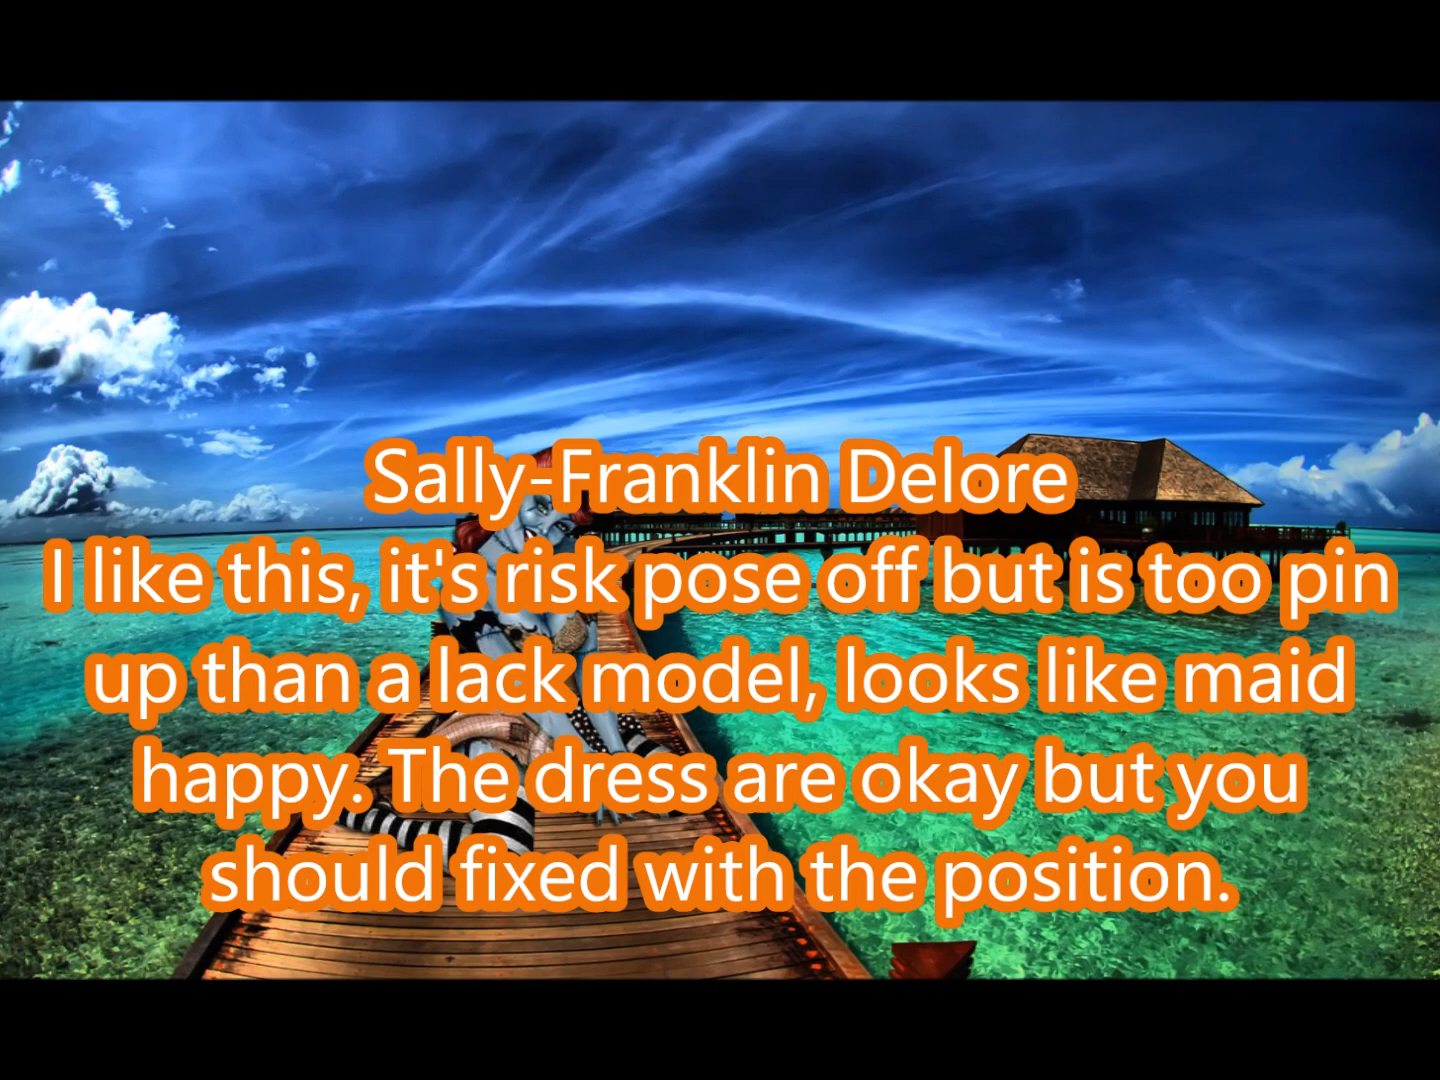 Sally-Franklin Delore
I like this, it's risk pose off but is too pin
up than a lack model, looks like maid
happy. The dress are okay but you
should fixed with the position.